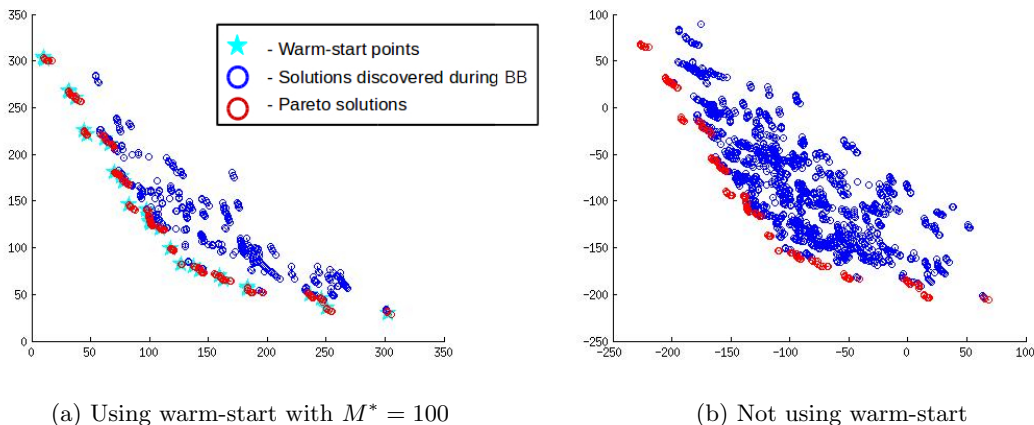 350
300
250
200
150
100
50
0
0 50 100 150 200 250 300 350
- Warm-start points
- Solutions discovered during BB
- Pareto solutions
(a) Using warm-start with M* = 100
100
50
0
-50
-100
-150
-200
-250
-250 -200 -150 -100 -50 0 50 100
(b) Not using warm-start